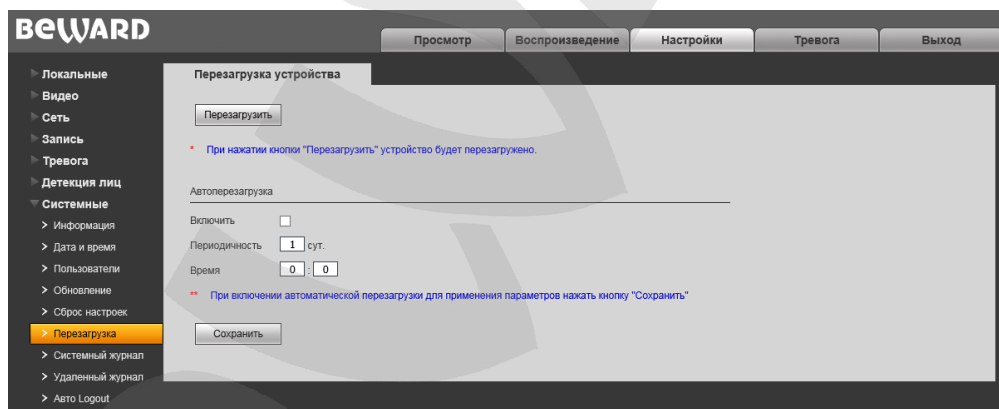 BEWARD
Просмотр
Воспроизведение
Настройки
Тревога
Выход
Локальные
Видео
Сеть
Запись
Тревога
Детекция лиц
Системные
> Информация
> Дата и время
> Пользователи
> Обновление
> Сброс настроек
> Перезагрузка
> Системный журнал
> Удаленный журнал
> Авто Logout
Перезагрузка устройства
Перезагрузить
* При нажатии кнопки "Перезагрузить" устройство будет перезагружено.
Автоперезагрузка
Включить
Периодичность 1 сут.
Время 0 : 0
** При включении автоматической перезагрузки для применения параметров нажать кнопку "Сохранить"
Сохранить